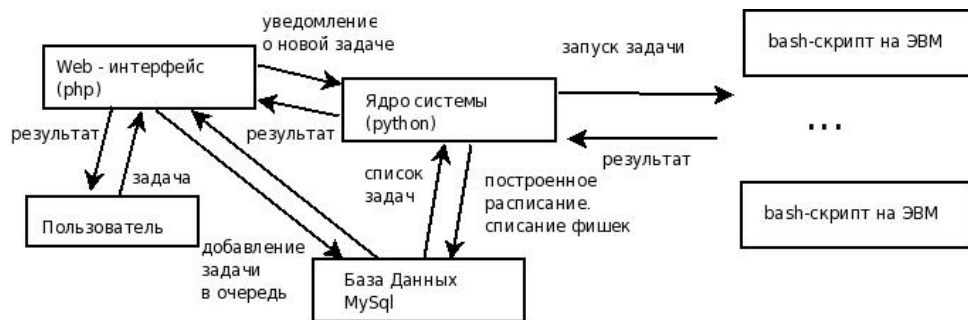 уведомление
о новой задаче
Web - интерфейс
(php)
запуск задачи
bash-скрипт на ЭВМ
Ядро системы
(python)
результат
результат
...
результат
задача
список
задач
построенное
расписание.
списание фишек
bash-скрипт на ЭВМ
Пользователь
добавление
задачи
в очередь
База Данных
MySql